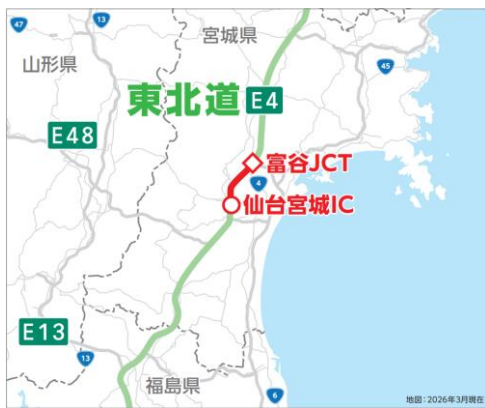 47
13
宮城県
山形県
45
東北道 E4
E48
富谷JCT
4
仙台宮城IC
E13
13
福島県
6
地図：2026年3月現在